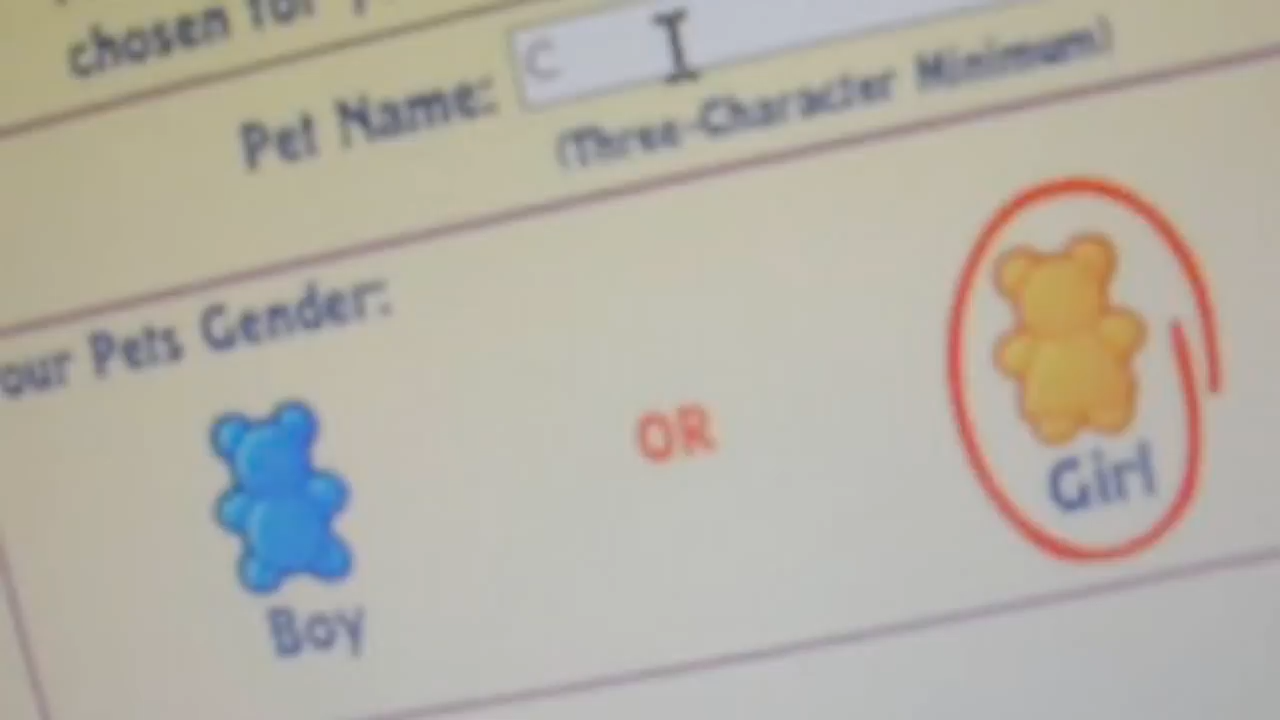 chosen for
Pet Name: C
(Three-Character Minimum)
our Pets Gender:
OR
Girl
Boy